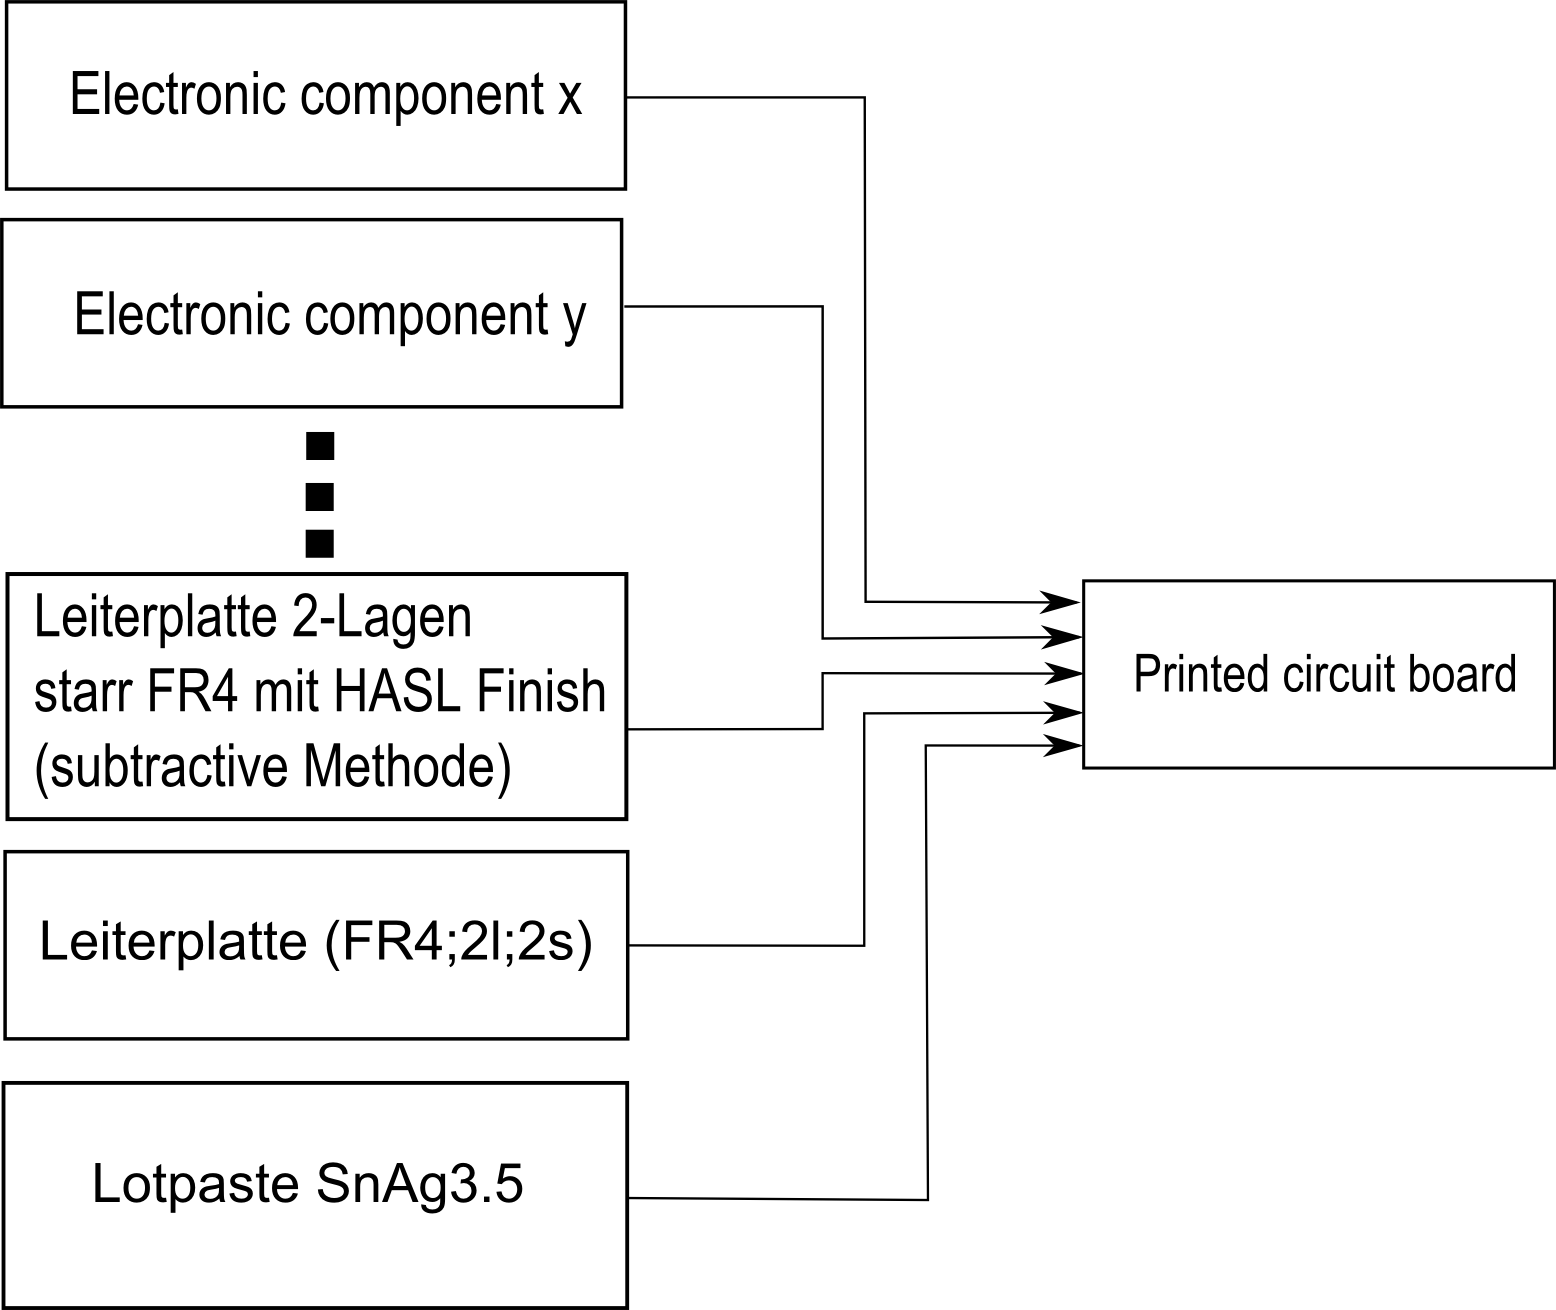 Electronic component x
Electronic component y
Leiterplatte 2-Lagen
starr FR4 mit HASL Finish
(subtractive Methode)
Printed circuit board
Leiterplatte (FR4;2l;2s)
Lotpaste SnAg3.5